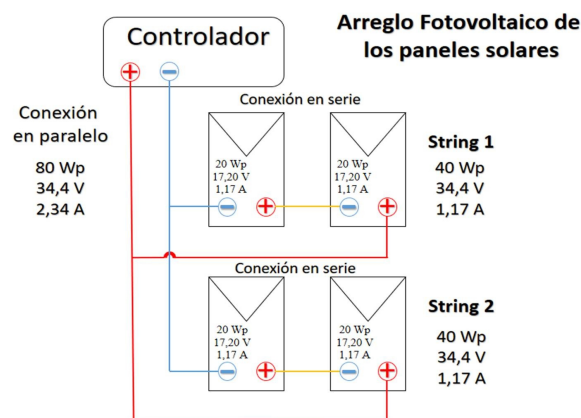 Arreglo Fotovoltaico de
los paneles solares
Controlador
+ −
Conexión
en paralelo
80 Wp
34,4 V
2,34 A
Conexión en serie
20 Wp
17,20 V
1,17 A
− +
20 Wp
17,20 V
1,17 A
− +
String 1
40 Wp
34,4 V
1,17 A
Conexión en serie
20 Wp
17,20 V
1,17 A
− +
20 Wp
17,20 V
1,17 A
− +
String 2
40 Wp
34,4 V
1,17 A